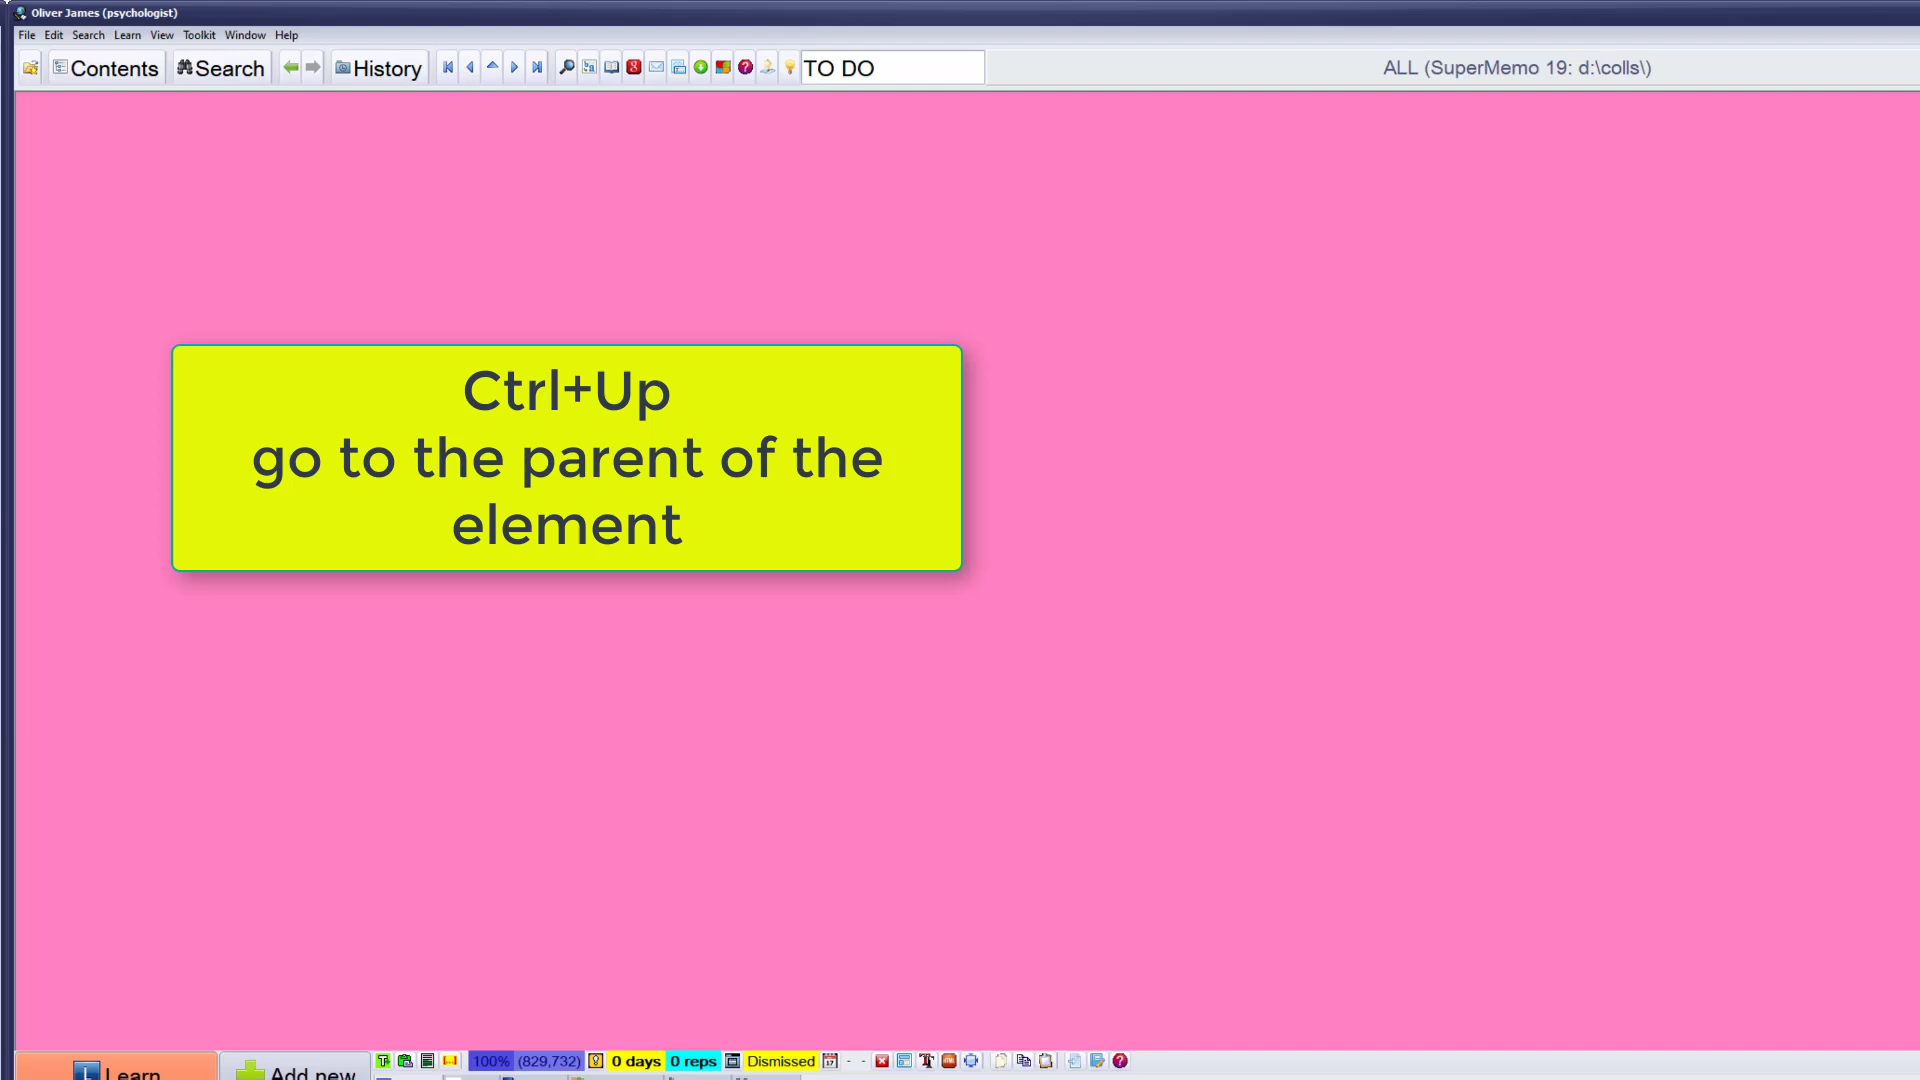 Oliver James (psychologist)
File Edit Search Learn View Toolkit Window Help
Contents Search History TO DO ALL (SuperMemo 19: d:\colls\)
Ctrl+Up
go to the parent of the
element
Learn Add new 100% (829,732) 0 days 0 reps Dismissed - -